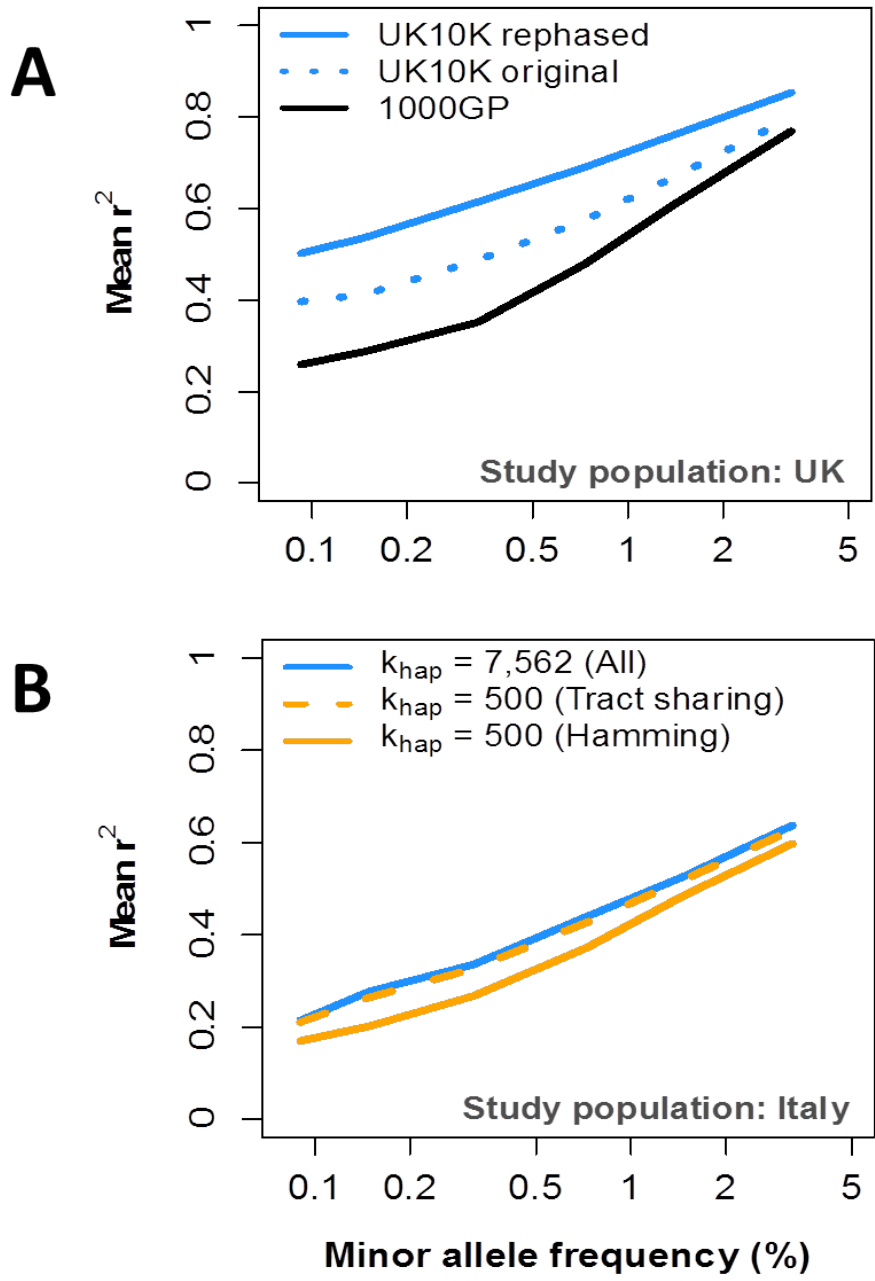 A
UK10K rephased
UK10K original
1000GP
Mean r²
0 0.2 0.4 0.6 0.8 1
Study population: UK
0.1 0.2 0.5 1 2 5
B
k_hap = 7,562 (All)
k_hap = 500 (Tract sharing)
k_hap = 500 (Hamming)
Mean r²
0 0.2 0.4 0.6 0.8 1
Study population: Italy
0.1 0.2 0.5 1 2 5
Minor allele frequency (%)